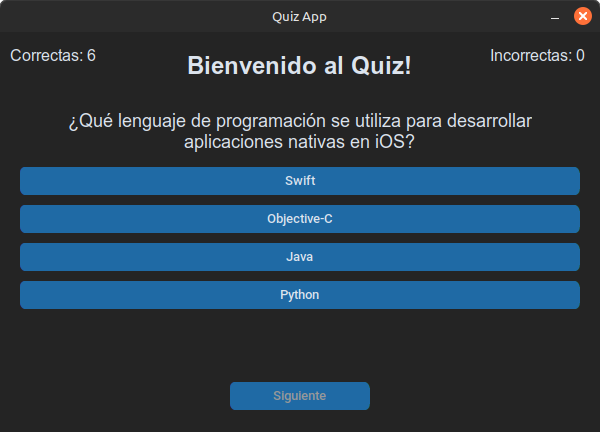 Quiz App
Correctas: 6
Bienvenido al Quiz!
Incorrectas: 0
¿Qué lenguaje de programación se utiliza para desarrollar
aplicaciones nativas en iOS?
Swift
Objective-C
Java
Python
Siguiente